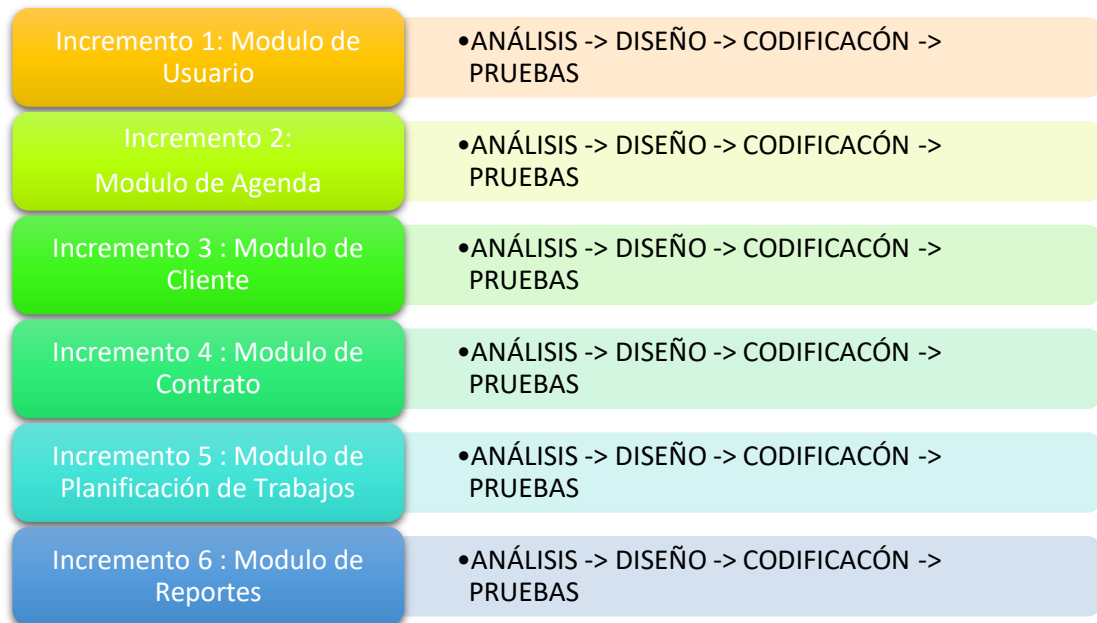 Incremento 1: Modulo de
Usuario
•ANÁLISIS -> DISEÑO -> CODIFICACÓN ->
PRUEBAS
Incremento 2:
Modulo de Agenda
•ANÁLISIS -> DISEÑO -> CODIFICACÓN ->
PRUEBAS
Incremento 3 : Modulo de
Cliente
•ANÁLISIS -> DISEÑO -> CODIFICACÓN ->
PRUEBAS
Incremento 4 : Modulo de
Contrato
•ANÁLISIS -> DISEÑO -> CODIFICACÓN ->
PRUEBAS
Incremento 5 : Modulo de
Planificación de Trabajos
•ANÁLISIS -> DISEÑO -> CODIFICACÓN ->
PRUEBAS
Incremento 6 : Modulo de
Reportes
•ANÁLISIS -> DISEÑO -> CODIFICACÓN ->
PRUEBAS